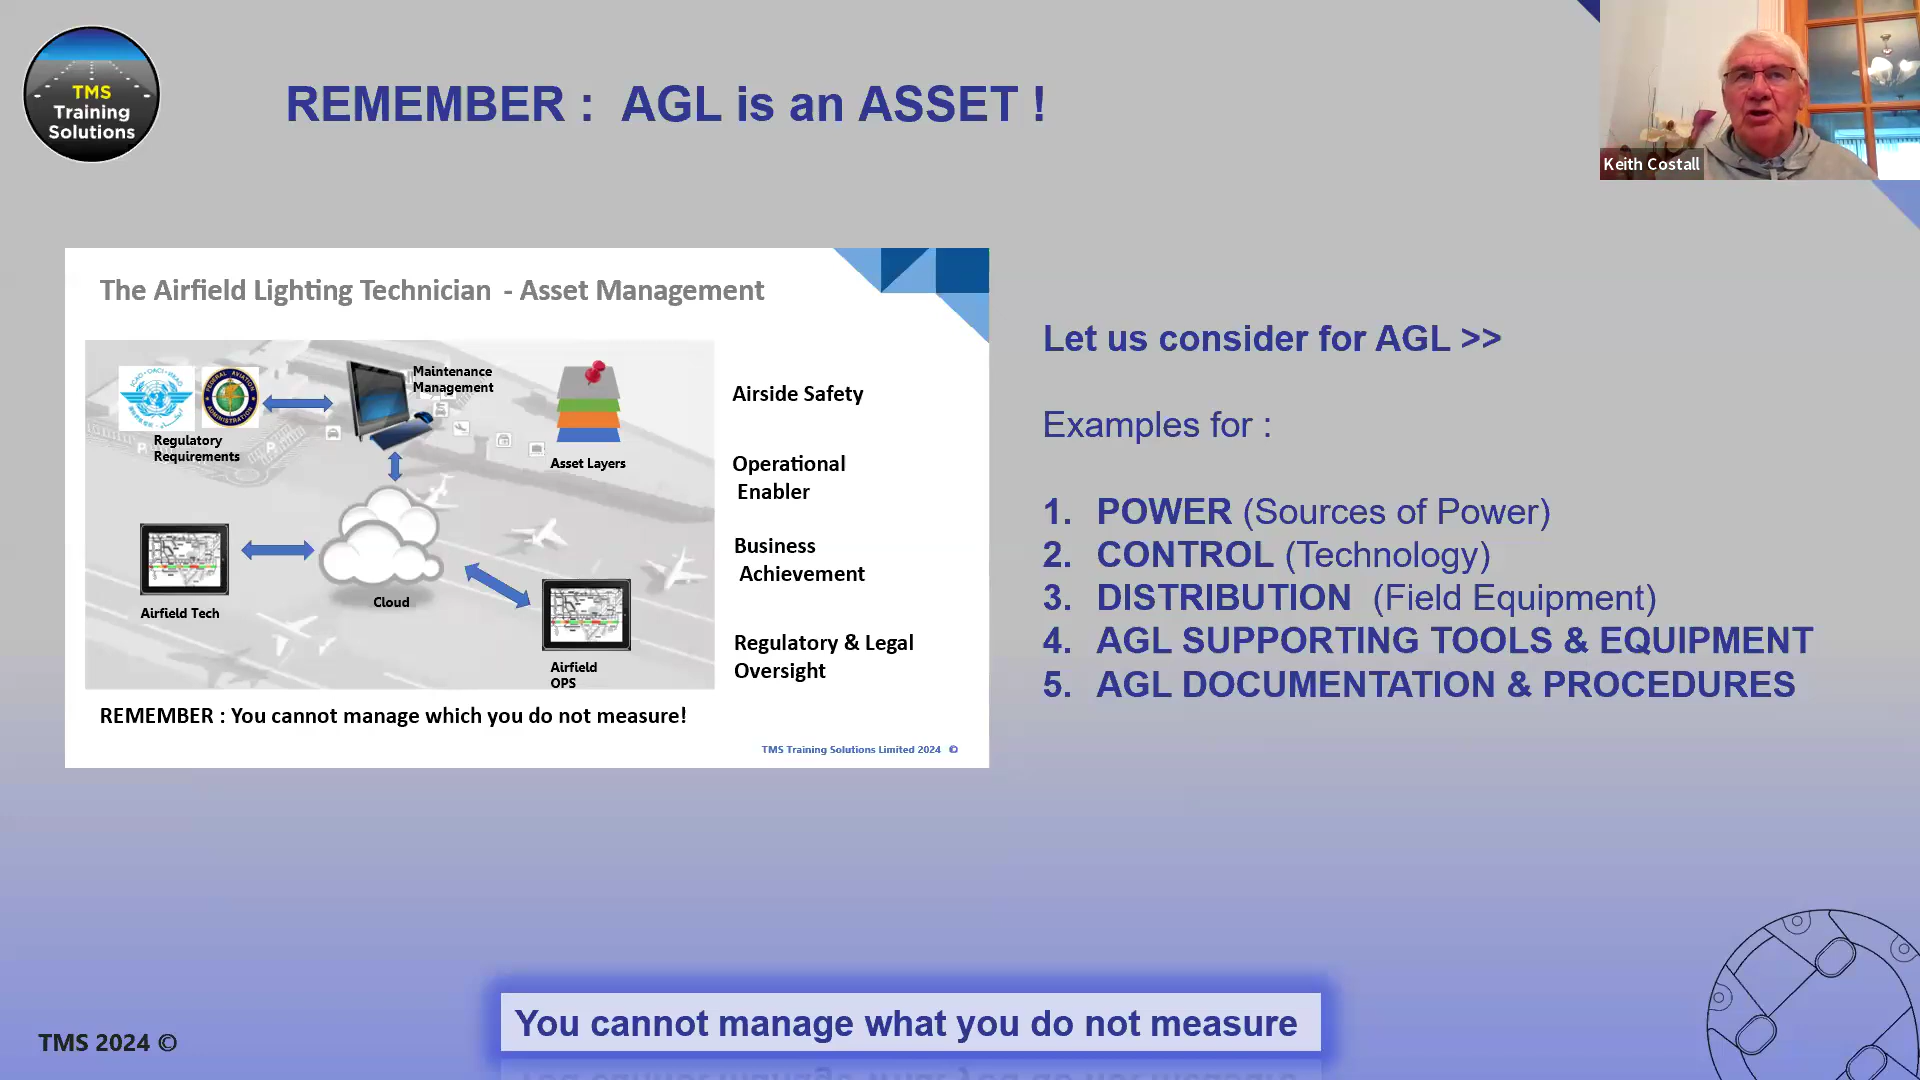 TMS
Training
Solutions
REMEMBER :  AGL is an ASSET !
Keith Costall
The Airfield Lighting Technician  - Asset Management
Maintenance
Management
Regulatory
Requirements
Asset Layers
Airfield Tech
Cloud
Airfield
OPS
Airside Safety
Operational
Enabler
Business
Achievement
Regulatory & Legal
Oversight
REMEMBER : You cannot manage which you do not measure!
TMS Training Solutions Limited 2024  ©
Let us consider for AGL >>
Examples for :
1. POWER (Sources of Power)
2. CONTROL (Technology)
3. DISTRIBUTION  (Field Equipment)
4. AGL SUPPORTING TOOLS & EQUIPMENT
5. AGL DOCUMENTATION & PROCEDURES
You cannot manage what you do not measure
TMS 2024 ©